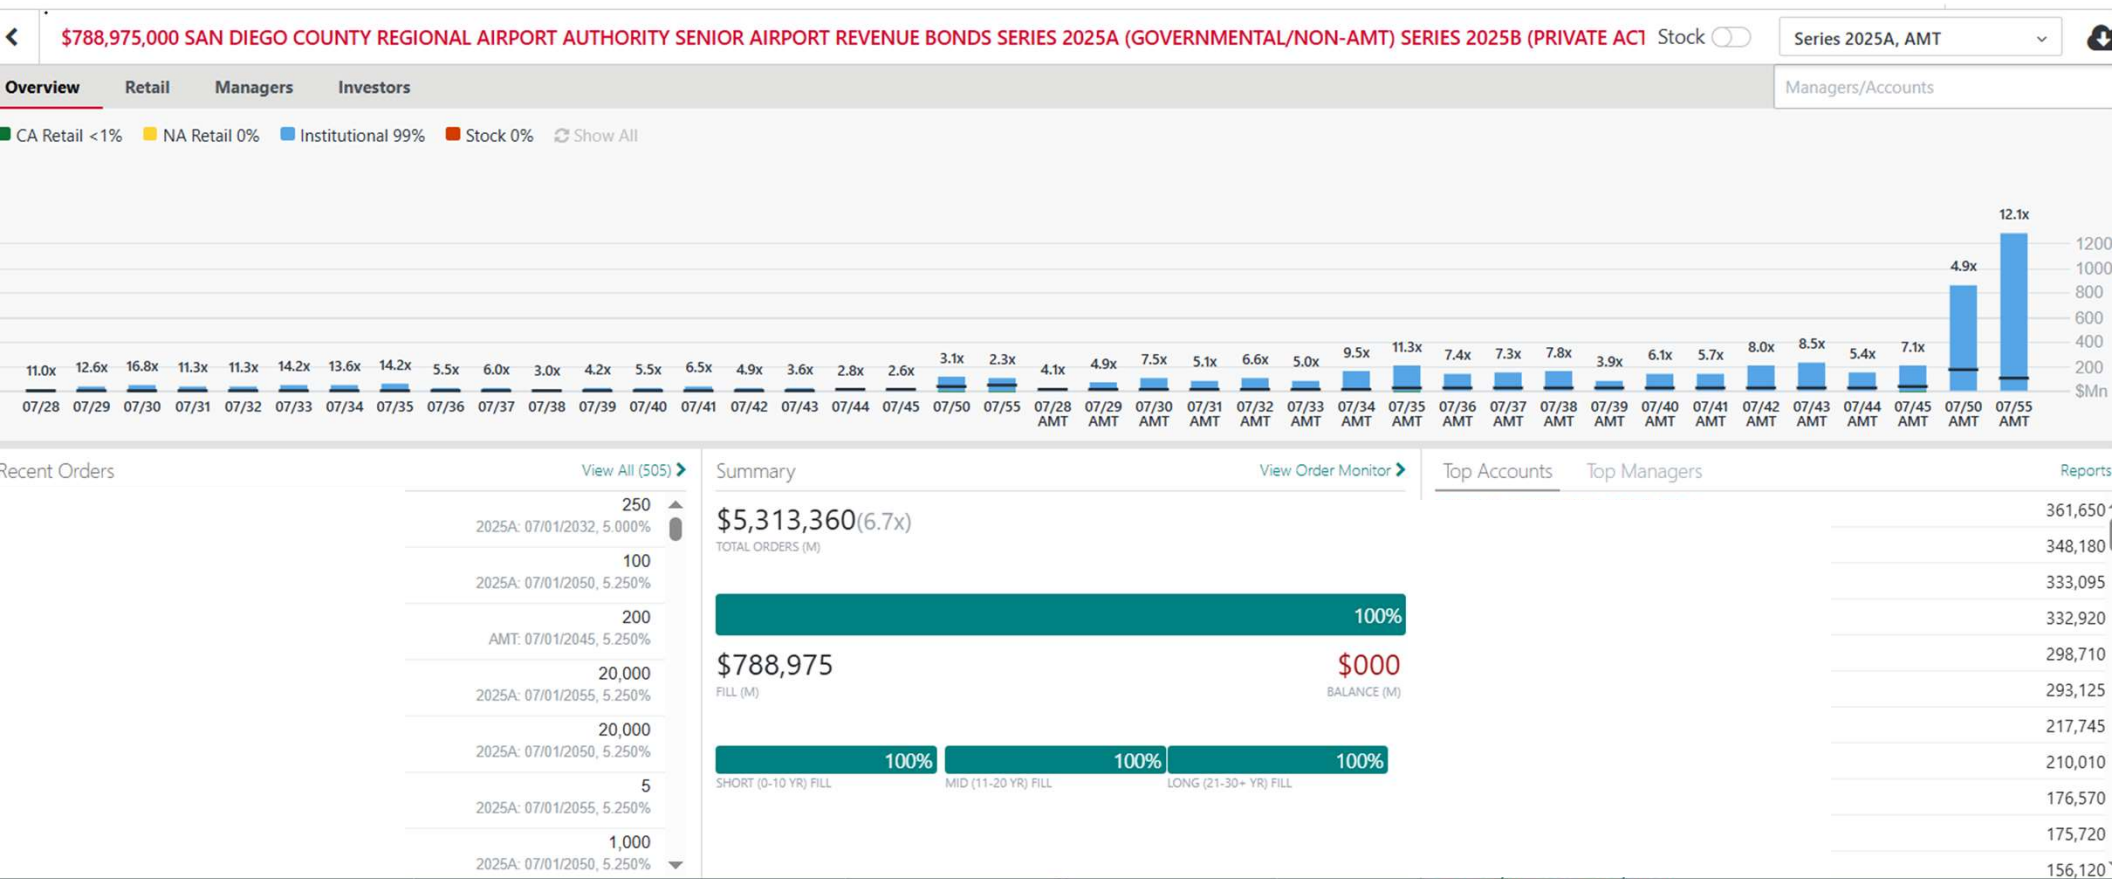 $788,975,000 SAN DIEGO COUNTY REGIONAL AIRPORT AUTHORITY SENIOR AIRPORT REVENUE BONDS SERIES 2025A (GOVERNMENTAL/NON-AMT) SERIES 2025B (PRIVATE ACT Stock Series 2025A, AMT
Overview Retail Managers Investors Managers/Accounts
CA Retail <1% NA Retail 0% Institutional 99% Stock 0% Show All
12.1x
1200
4.9x 1000
800
600
400
11.0x 12.6x 16.8x 11.3x 11.3x 14.2x 13.6x 14.2x 5.5x 6.0x 3.0x 4.2x 5.5x 6.5x 4.9x 3.6x 2.8x 2.6x 3.1x 2.3x 4.1x 4.9x 7.5x 5.1x 6.6x 5.0x 9.5x 11.3x 7.4x 7.3x 7.8x 3.9x 6.1x 5.7x 8.0x 8.5x 5.4x 7.1x
200
$Mn
07/28 07/29 07/30 07/31 07/32 07/33 07/34 07/35 07/36 07/37 07/38 07/39 07/40 07/41 07/42 07/43 07/44 07/45 07/50 07/55 07/28 07/29 07/30 07/31 07/32 07/33 07/34 07/35 07/36 07/37 07/38 07/39 07/40 07/41 07/42 07/43 07/44 07/45 07/50 07/55
AMT AMT AMT AMT AMT AMT AMT AMT AMT AMT AMT AMT AMT AMT AMT AMT AMT AMT AMT AMT
Recent Orders View All (505)
250
2025A: 07/01/2032, 5.000%
100
2025A: 07/01/2050, 5.250%
200
AMT: 07/01/2045, 5.250%
20,000
2025A: 07/01/2055, 5.250%
20,000
2025A: 07/01/2050, 5.250%
5
2025A: 07/01/2055, 5.250%
1,000
2025A: 07/01/2050, 5.250%
Summary View Order Monitor
$5,313,360(6.7x)
TOTAL ORDERS (M)
100%
$788,975 $000
FILL (M) BALANCE (M)
100% 100% 100%
SHORT (0-10 YR) FILL MID (11-20 YR) FILL LONG (21-30+ YR) FILL
Top Accounts Top Managers Reports
361,650
348,180
333,095
332,920
298,710
293,125
217,745
210,010
176,570
175,720
156,120